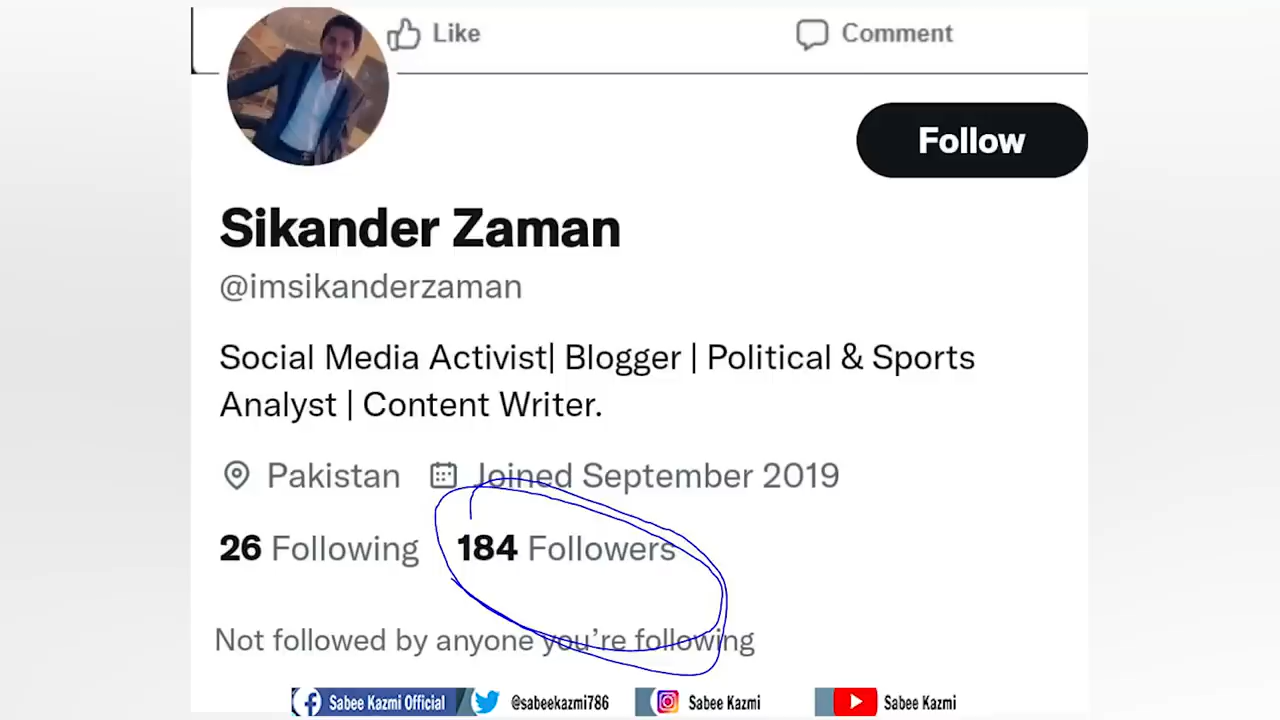 Like Comment
Follow
Sikander Zaman
@imsikanderzaman
Social Media Activist| Blogger | Political & Sports
Analyst | Content Writer.
Pakistan Joined September 2019
26 Following 184 Followers
Not followed by anyone you're following
Sabee Kazmi Official @sabeekazmi786 Sabee Kazmi Sabee Kazmi